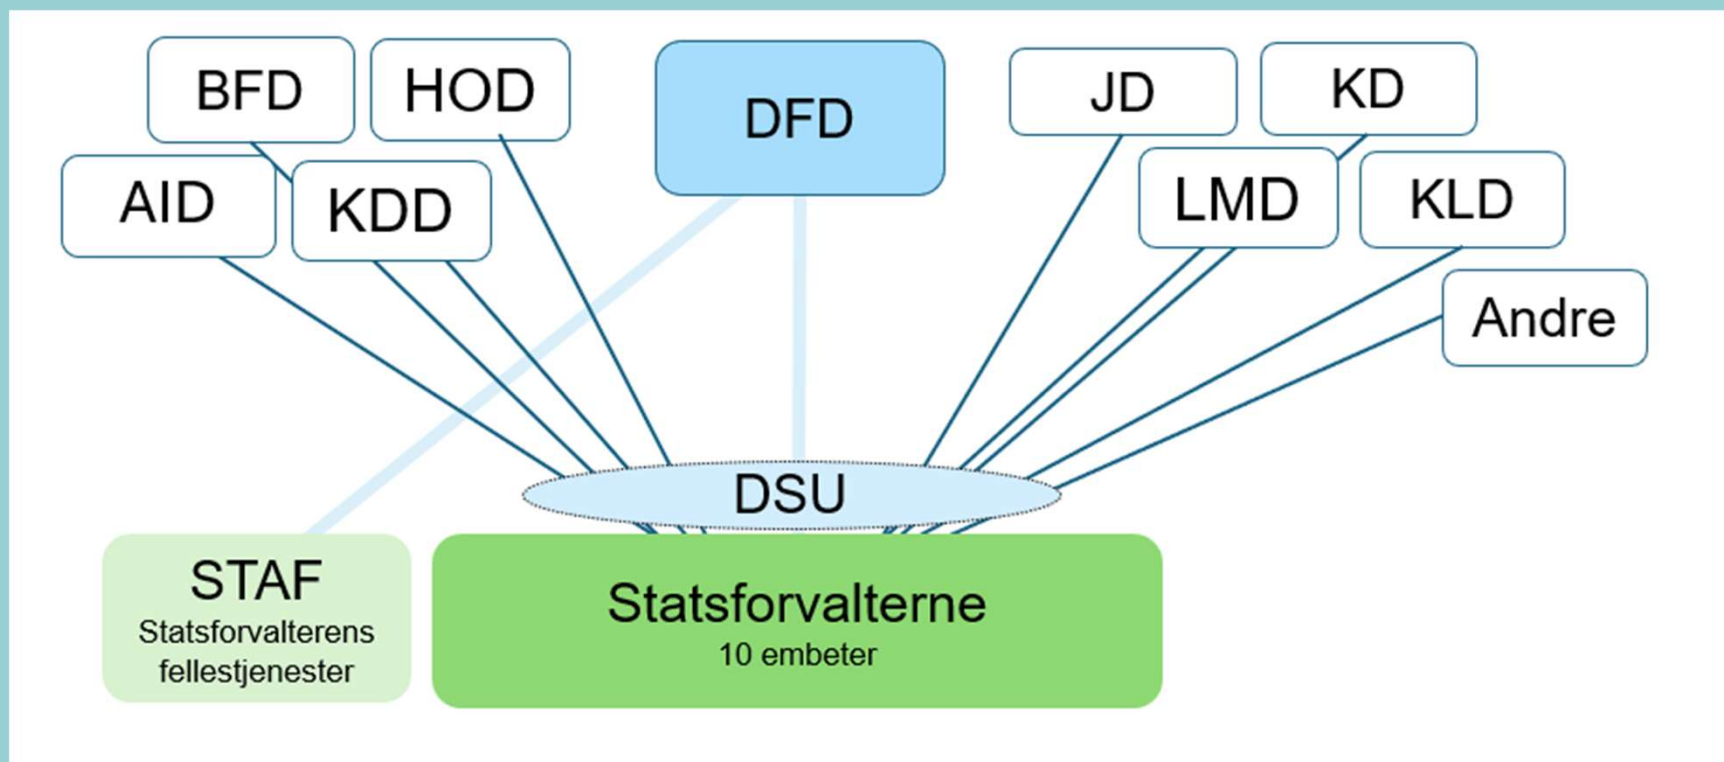 BFD
HOD
DFD
JD
KD
AID
KDD
LMD
KLD
Andre
DSU
STAF
Statsforvalterens
fellestjenester
Statsforvalterne
10 embeter